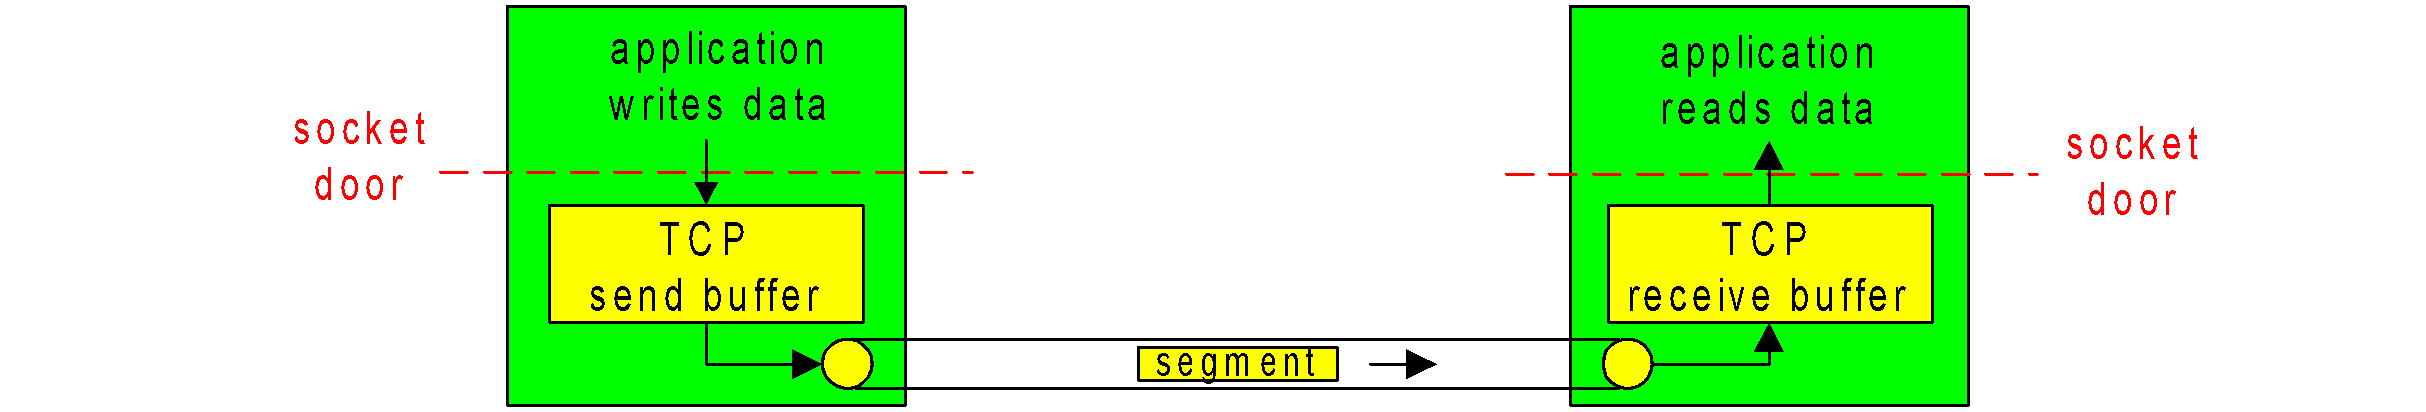 application
writes data
socket
door
TCP
send buffer
segment
application
reads data
socket
door
TCP
receive buffer